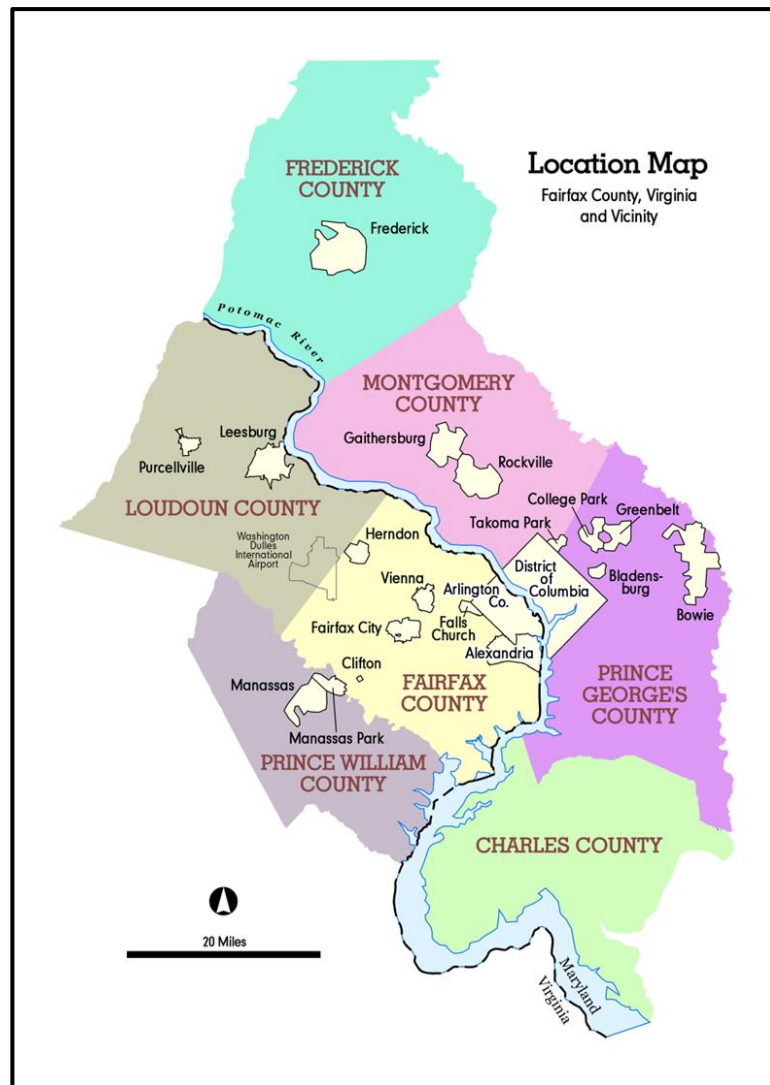 Location Map
Fairfax County, Virginia
and Vicinity
FREDERICK
COUNTY
Frederick
Potomac River
MONTGOMERY
COUNTY
Gaithersburg
Rockville
Leesburg
Purcellville
LOUDOUN COUNTY
Washington
Dulles
International
Airport
Herndon
Vienna
Fairfax City
Clifton
Falls
Church
Arlington
Co.
Alexandria
FAIRFAX
COUNTY
District
of
Columbia
Takoma Park
College Park
Greenbelt
Bladens-
burg
Bowie
PRINCE
GEORGE'S
COUNTY
Manassas
Manassas Park
PRINCE WILLIAM
COUNTY
CHARLES COUNTY
20 Miles
Maryland
Virginia